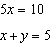 5x = 10
x + y = 5